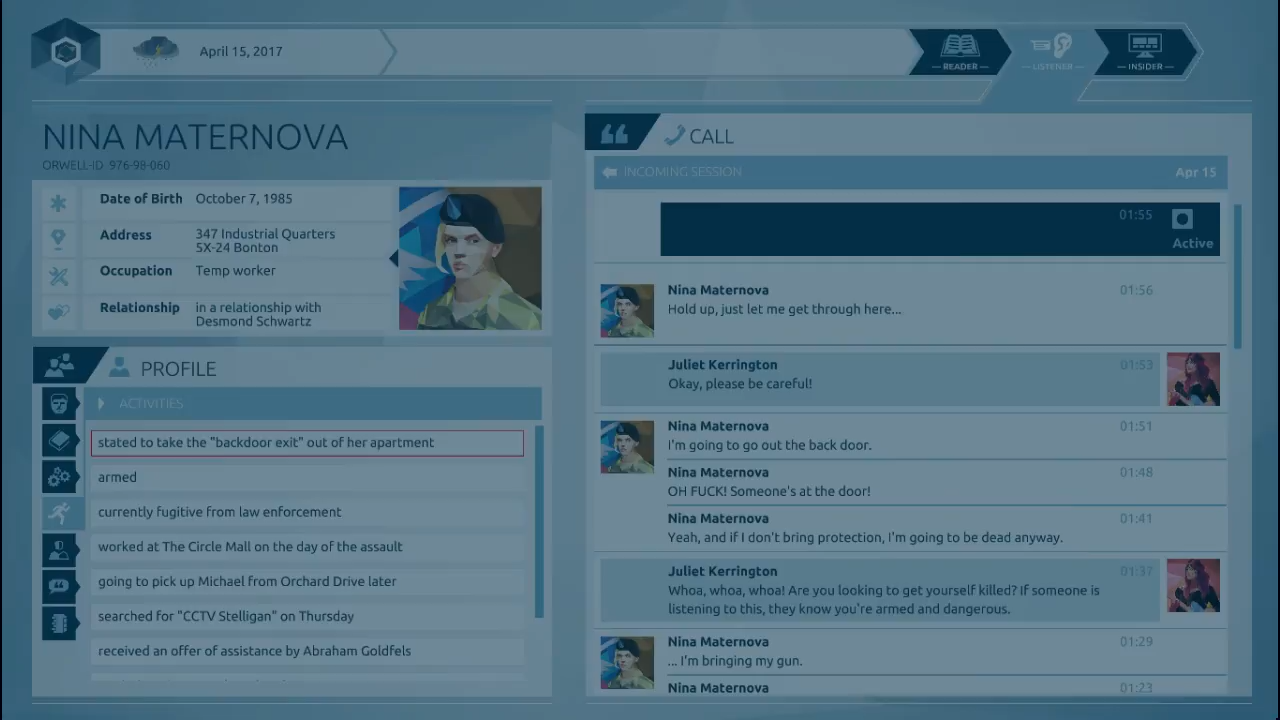 April 15, 2017
READER
LISTENER
INSIDER
NINA MATERNOVA
ORWELL-ID 976-98-060
Date of Birth October 7, 1985
Address 347 Industrial Quarters
5X-24 Bonton
Occupation Temp worker
Relationship in a relationship with
Desmond Schwartz
PROFILE
ACTIVITIES
stated to take the "backdoor exit" out of her apartment
armed
currently fugitive from law enforcement
worked at The Circle Mall on the day of the assault
going to pick up Michael from Orchard Drive later
searched for "CCTV Stelligan" on Thursday
received an offer of assistance by Abraham Goldfels
CALL
INCOMING SESSION Apr 15
01:55
Active
Nina Maternova 01:56
Hold up, just let me get through here...
Juliet Kerrington 01:53
Okay, please be careful!
Nina Maternova 01:51
I'm going to go out the back door.
Nina Maternova 01:48
OH FUCK! Someone's at the door!
Nina Maternova 01:41
Yeah, and if I don't bring protection, I'm going to be dead anyway.
Juliet Kerrington 01:37
Whoa, whoa, whoa! Are you looking to get yourself killed? If someone is
listening to this, they know you're armed and dangerous.
Nina Maternova 01:29
... I'm bringing my gun.
Nina Maternova 01:23